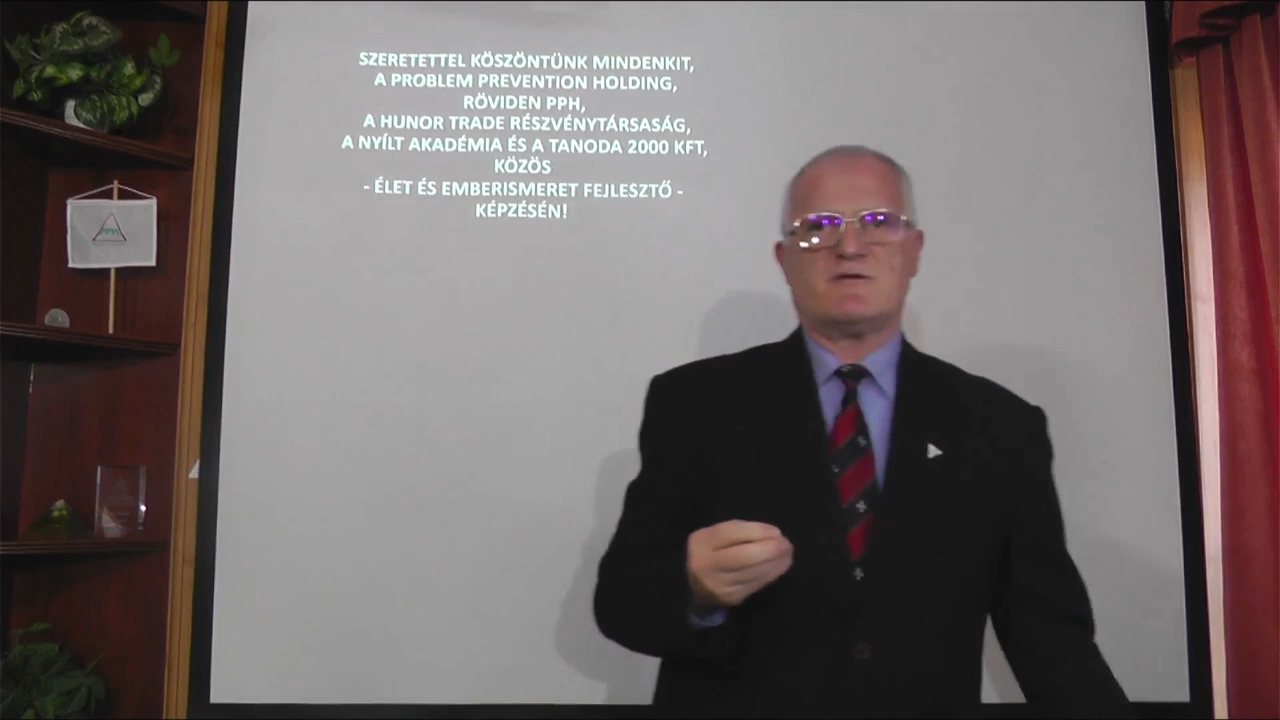 SZERETETTEL KÖSZÖNTÜNK MINDENKIT,
A PROBLEM PREVENTION HOLDING,
RÖVIDEN PPH,
A HUNOR TRADE RÉSZVÉNYTÁRSASÁG,
A NYÍLT AKADÉMIA ÉS A TANODA 2000 KFT,
KÖZÖS
- ÉLET ÉS EMBERISMERET FEJLESZTŐ -
KÉPZÉSÉN!